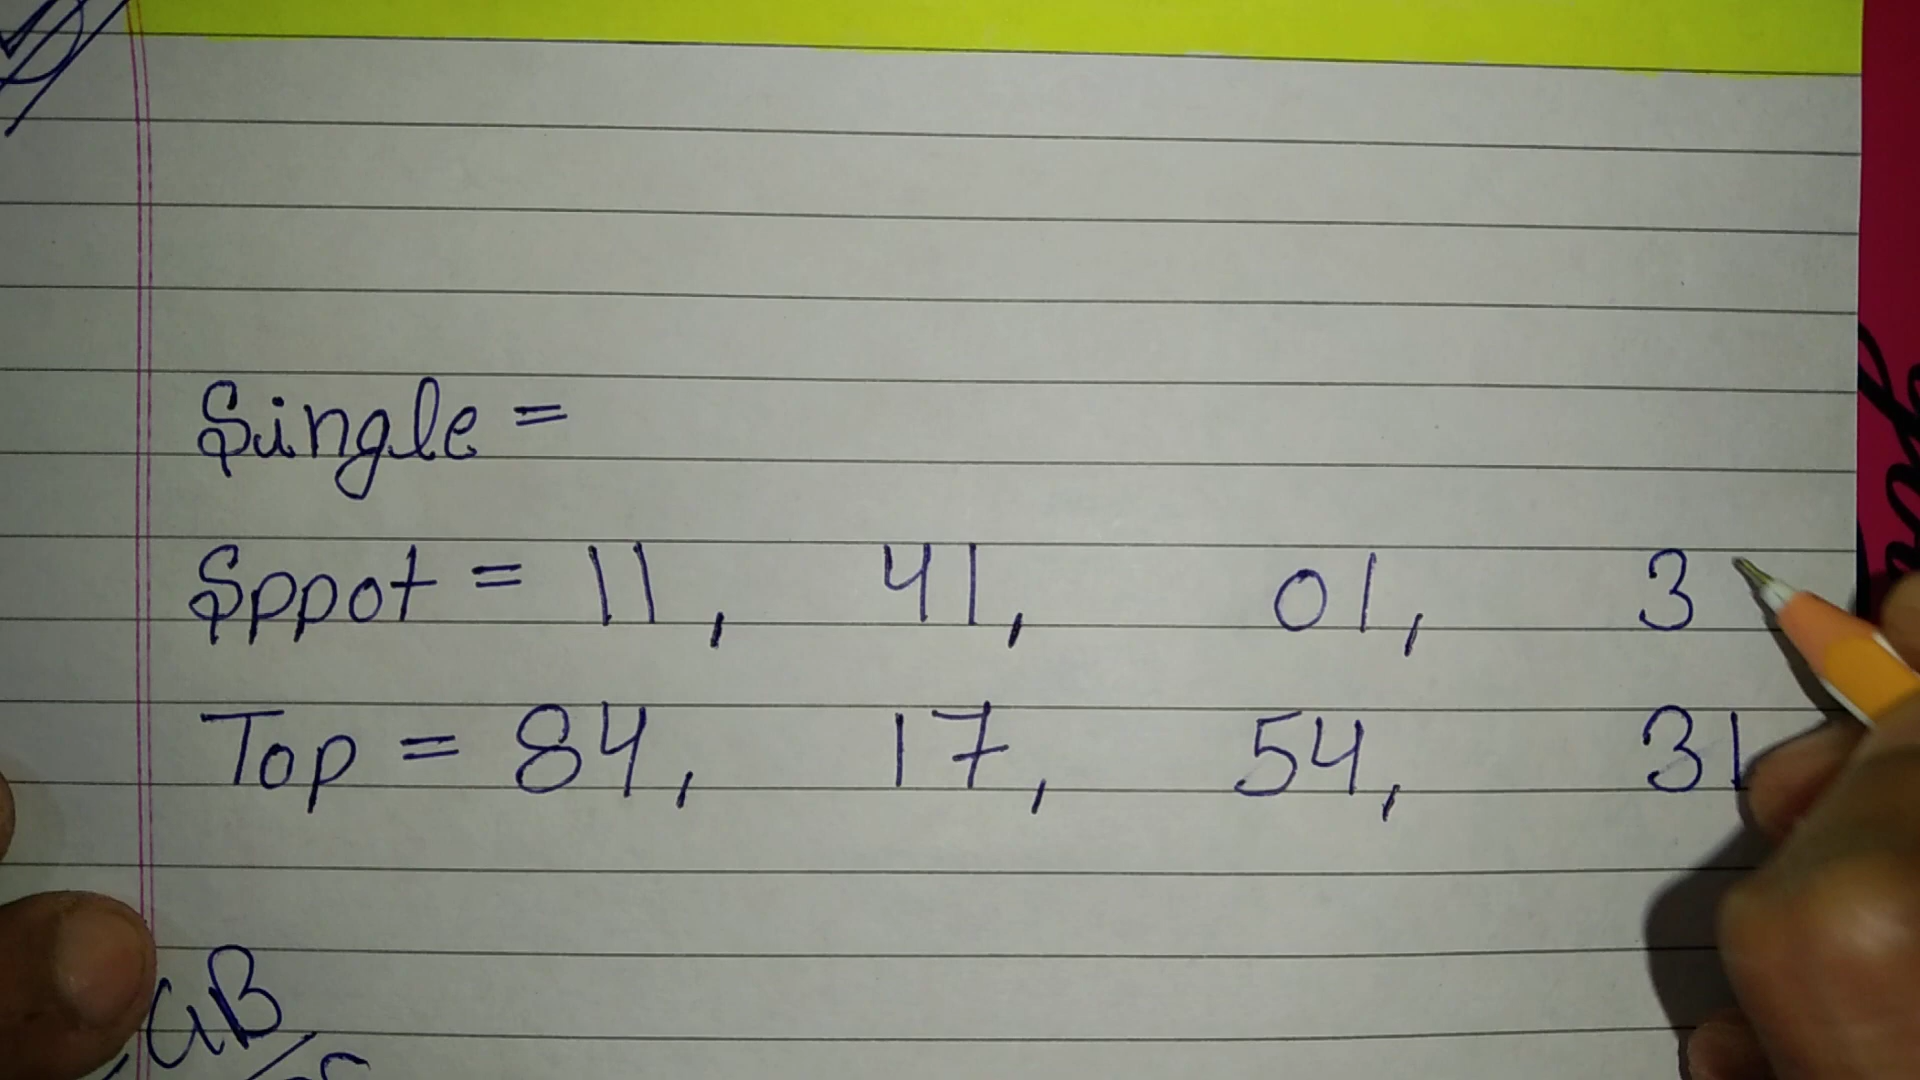 Single =
Sppot = 11, 41, 01, 3
Top = 84, 17, 54, 31
GB